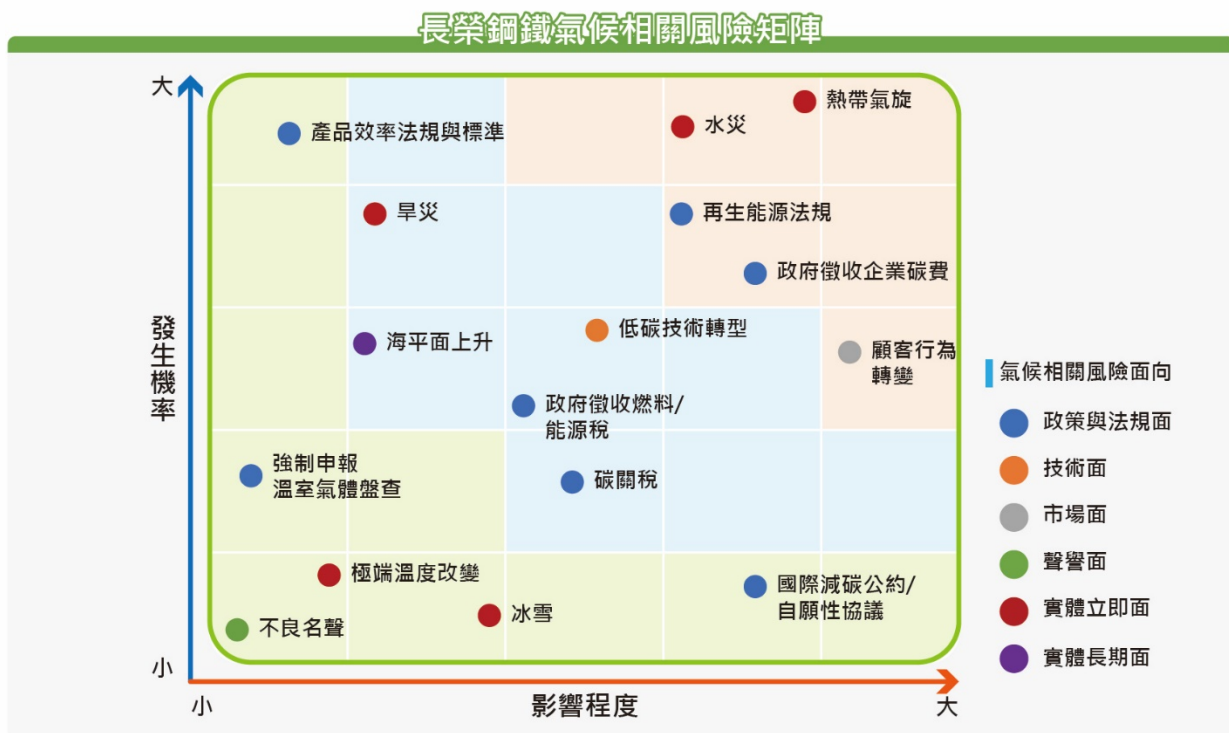 長榮鋼鐵氣候相關風險矩陣
大
熱帶氣旋
水災
產品效率法規與標準
旱災
再生能源法規
政府徵收企業碳費
發生機率
低碳技術轉型
海平面上升
顧客行為
轉變
政府徵收燃料/
能源稅
強制申報
溫室氣體盤查
碳關稅
極端溫度改變
國際減碳公約/
自願性協議
冰雪
不良名聲
小
小
影響程度
大
氣候相關風險面向
政策與法規面
技術面
市場面
聲譽面
實體立即面
實體長期面